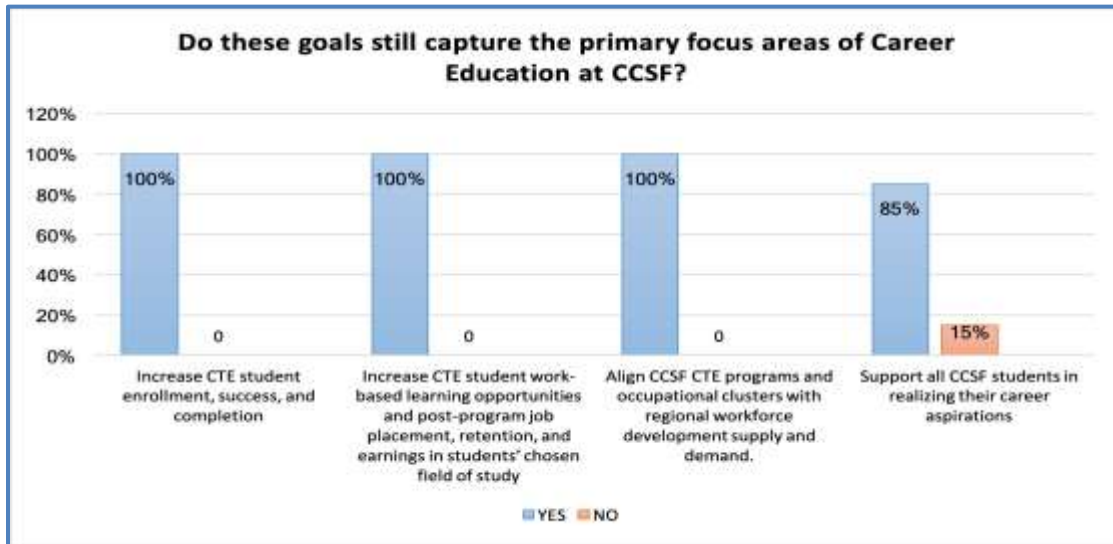 Do these goals still capture the primary focus areas of Career
Education at CCSF?
120%
100%
80%
60%
40%
20%
0%
100%
0
100%
0
100%
0
85%
15%
Increase CTE student
enrollment, success, and
completion
Increase CTE student work-
based learning opportunities
and post-program job
placement, retention, and
earnings in students' chosen
field of study
Align CCSF CTE programs and
occupational clusters with
regional workforce
development supply and
demand.
Support all CCSF students in
realizing their career
aspirations
YES NO